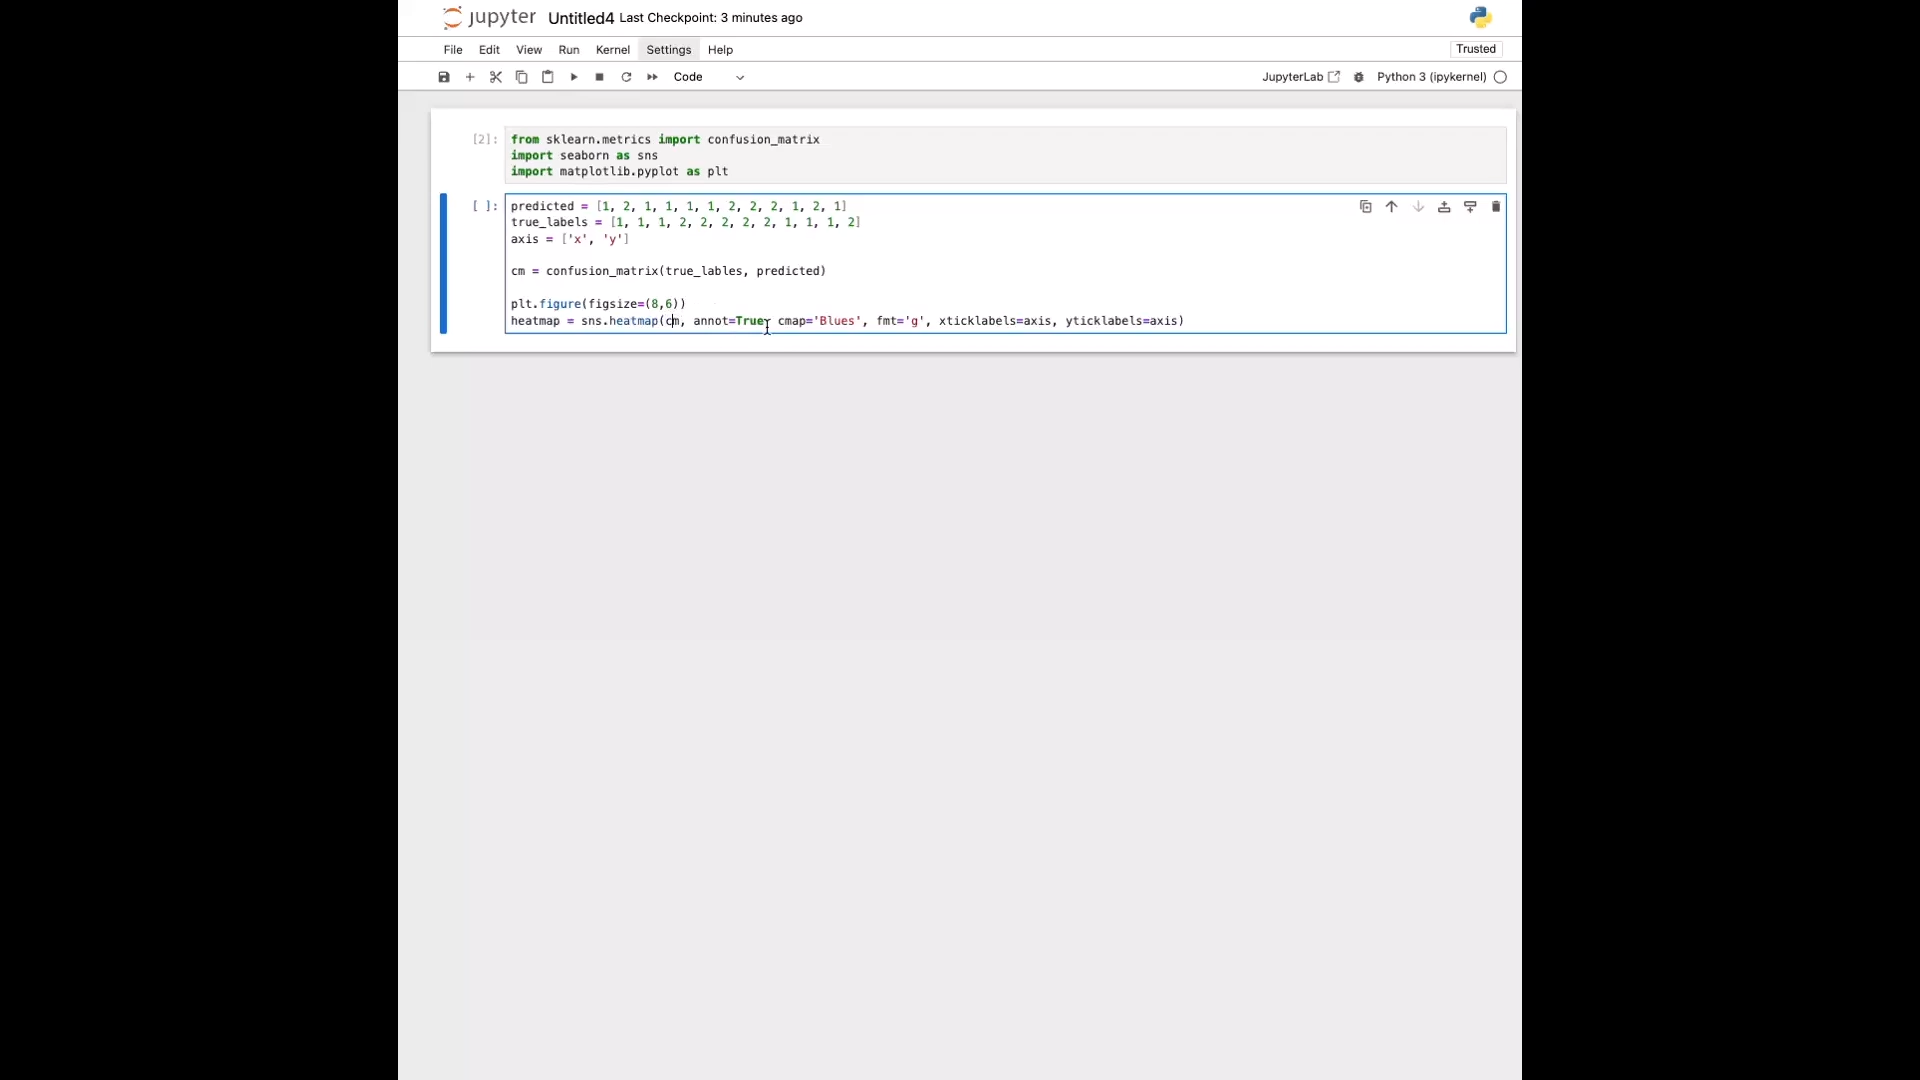 jupyter Untitled4 Last Checkpoint: 3 minutes ago
File Edit View Run Kernel Settings Help Trusted
Code JupyterLab Python 3 (ipykernel)
[2]: from sklearn.metrics import confusion_matrix
import seaborn as sns
import matplotlib.pyplot as plt
[ ]: predicted = [1, 2, 1, 1, 1, 1, 2, 2, 2, 1, 2, 1]
true_labels = [1, 1, 1, 2, 2, 2, 2, 2, 1, 1, 1, 2]
axis = ['x', 'y']
cm = confusion_matrix(true_lables, predicted)
plt.figure(figsize=(8,6))
heatmap = sns.heatmap(cm, annot=True, cmap='Blues', fmt='g', xticklabels=axis, yticklabels=axis)